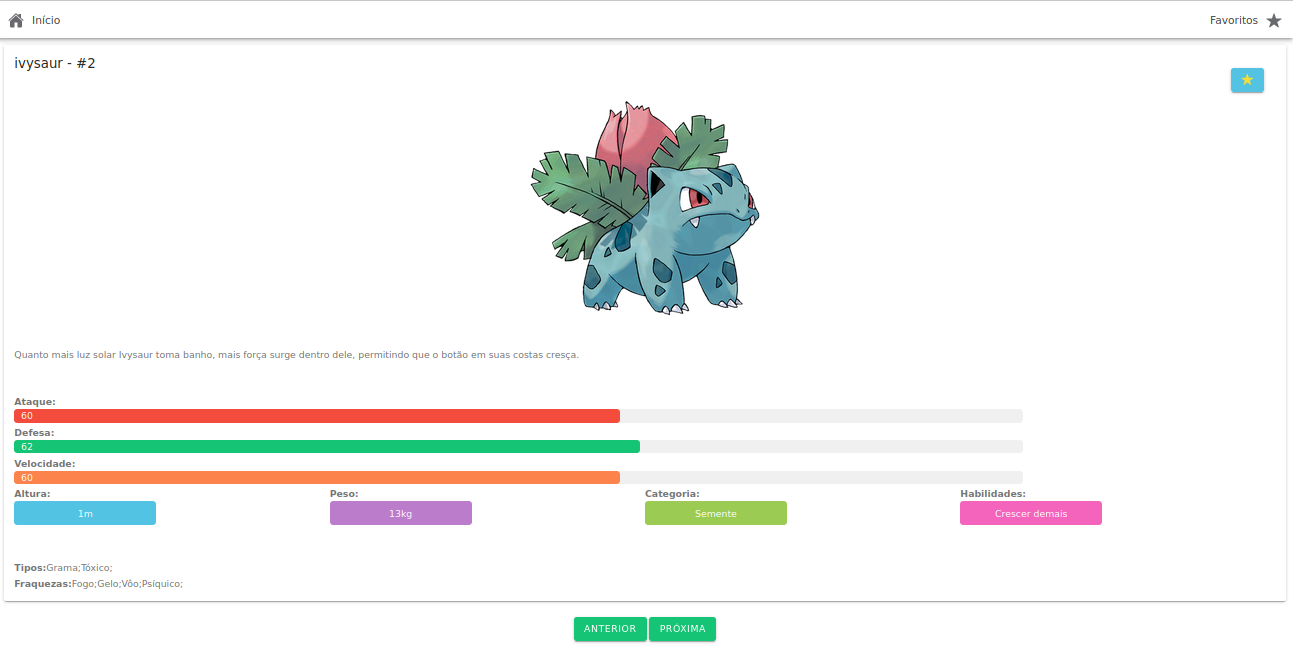 Início Favoritos
ivysaur - #2
Quanto mais luz solar Ivysaur toma banho, mais força surge dentro dele, permitindo que o botão em suas costas cresça.
Ataque:
60
Defesa:
62
Velocidade:
60
Altura: Peso: Categoria: Habilidades:
1m 13kg Semente Crescer demais
Tipos:Grama;Tóxico;
Fraquezas:Fogo;Gelo;Vôo;Psíquico;
ANTERIOR PRÓXIMA